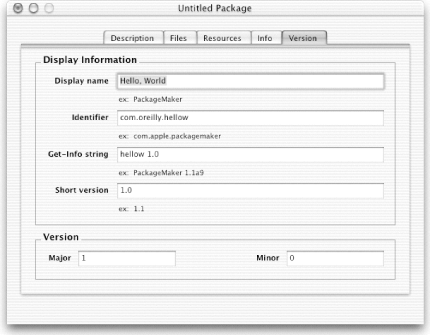 Untitled Package
Description Files Resources Info Version
Display Information
Display name Hello, World
ex: PackageMaker
Identifier com.oreilly.hellow
ex: com.apple.packagemaker
Get-Info string hellow 1.0
ex: PackageMaker 1.1a9
Short version 1.0
ex: 1.1
Version
Major 1 Minor 0